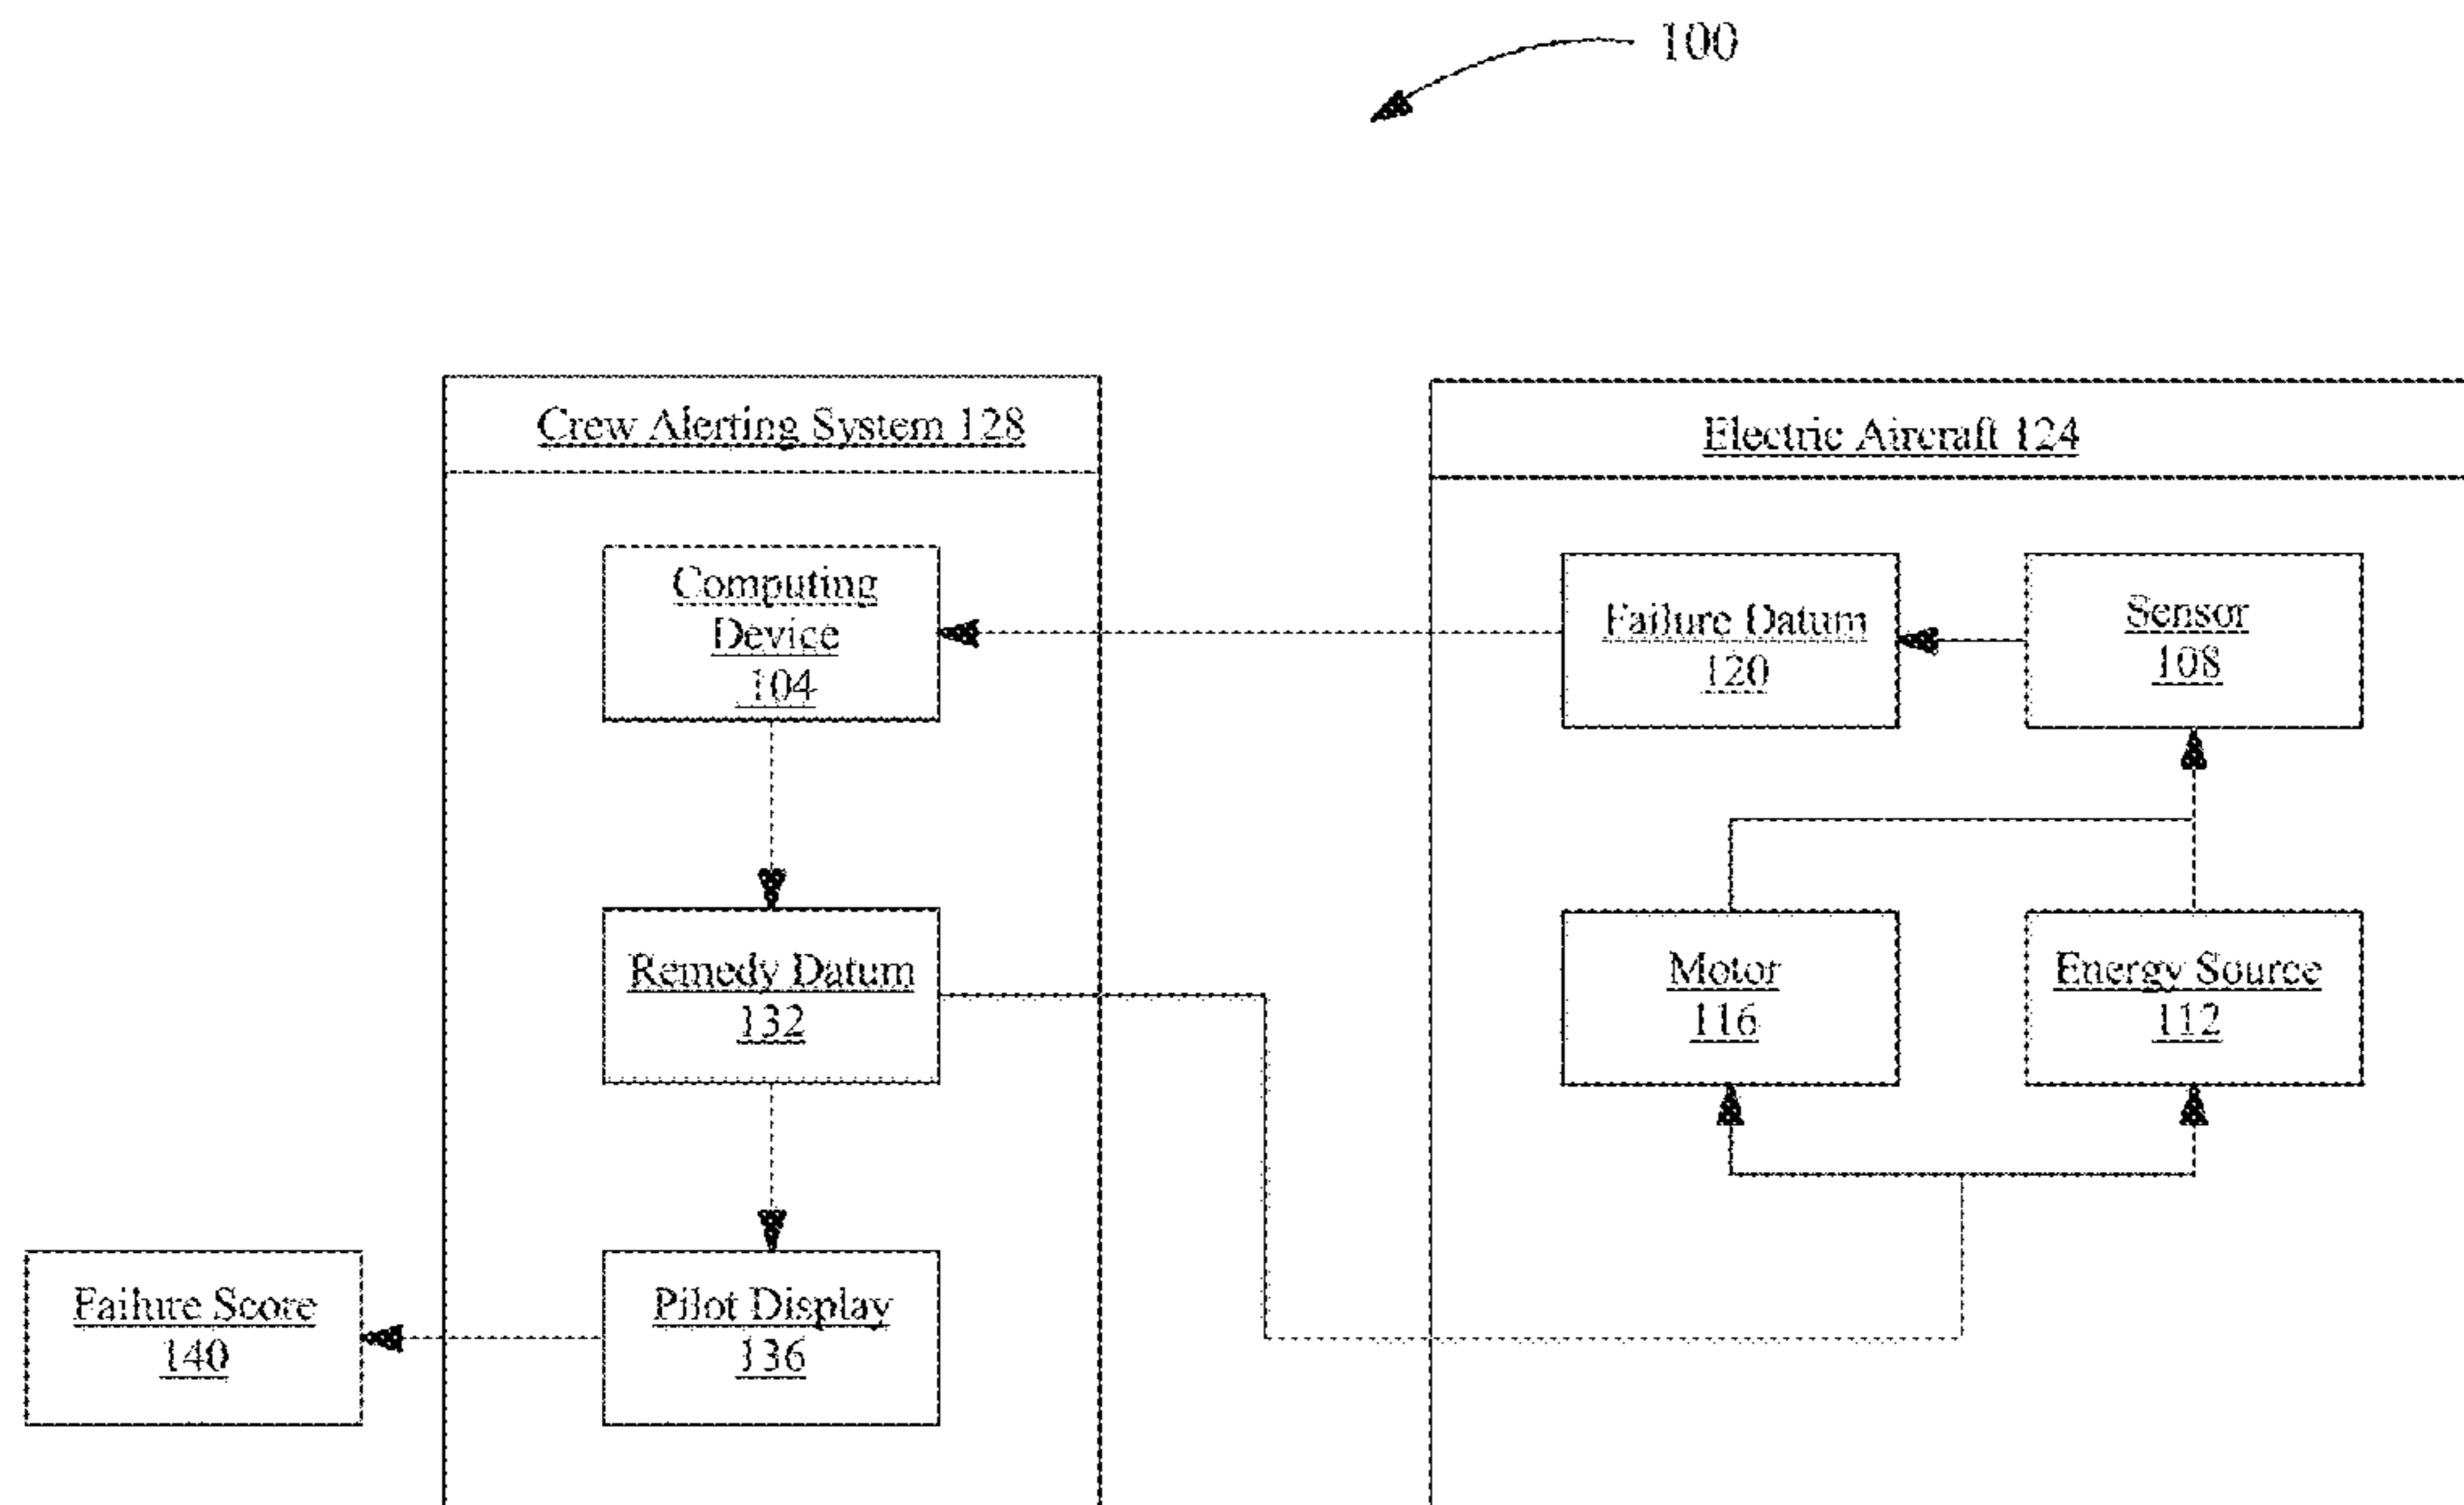 100
Crew Alerting System 128
Electric Aircraft 124
Computing
Device
104
Failure Datum
120
Sensor
108
Remedy Datum
132
Motor
116
Energy Source
112
Failure Score
140
Pilot Display
136